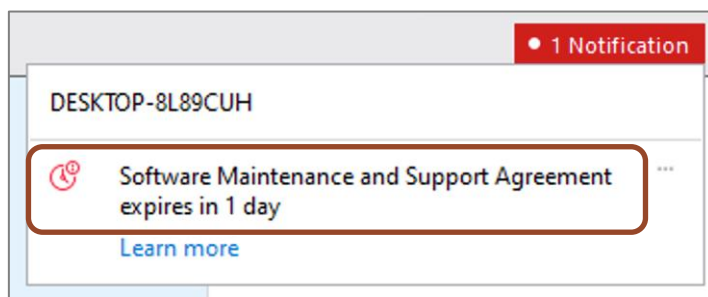 1 Notification
DESKTOP-8L89CUH
Software Maintenance and Support Agreement
expires in 1 day
Learn more